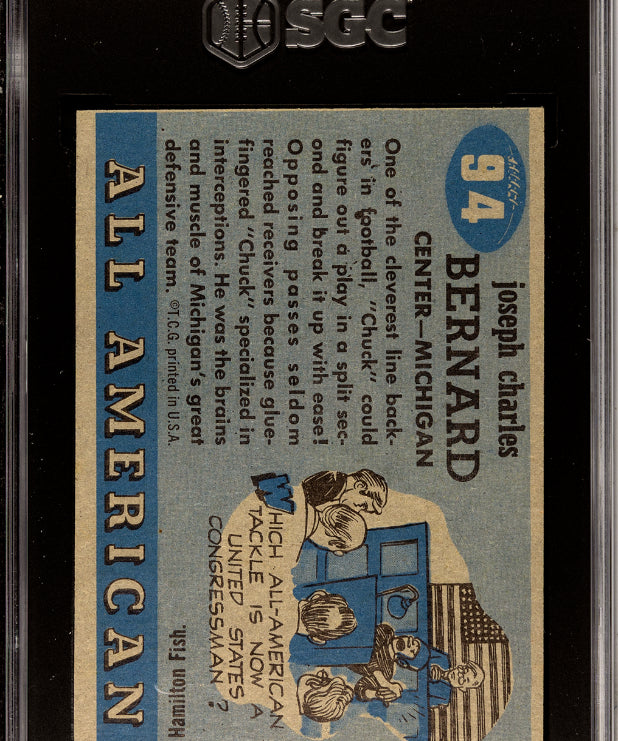 SGC
94
joseph charles
BERNARD
CENTER—MICHIGAN
One of the cleverest line back-
ers' in football, "Chuck" could
figure out a play in a split sec-
ond and break it up with ease!
Opposing passes seldom
reached receivers because glue-
fingered "Chuck" specialized in
interceptions. He was the brains
and muscle of Michigan's great
defensive team. ©T.C.G. printed in U.S.A.
WHICH ALL-AMERICAN
TACKLE IS NOW A
UNITED STATES
CONGRESSMAN?
Hamilton Fish.
ALL AMERICAN